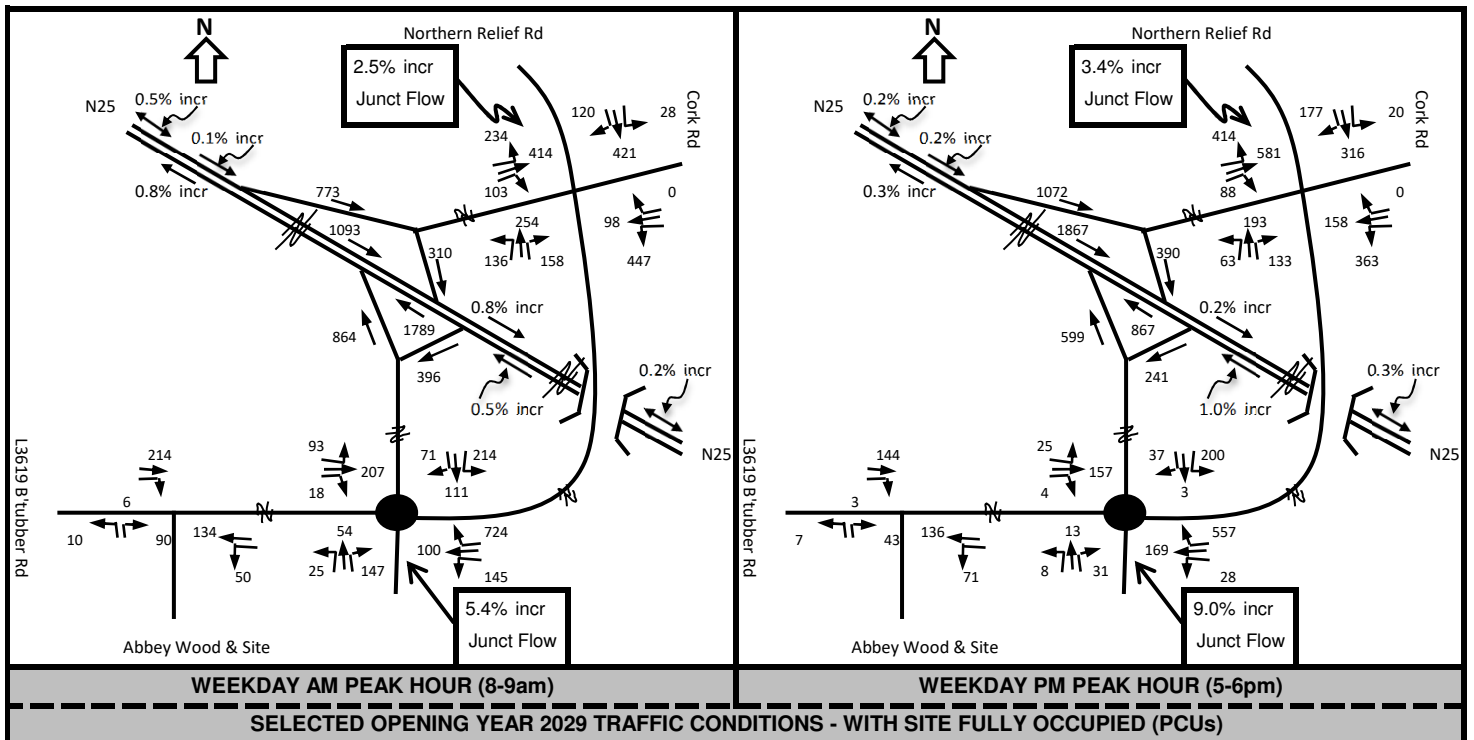 N
Northern Relief Rd
2.5% incr
Junct Flow
N25
0.5% incr
0.1% incr
0.8% incr
Cork Rd
120
28
421
234
414
103
0
98
447
254
136
158
773
1093
310
0.8% incr
1789
864
396
0.5% incr
0.2% incr
N25
L3619 B'tubber Rd
214
6
10
90
134
50
93
207
18
71
214
111
54
25
147
724
100
145
5.4% incr
Junct Flow
Abbey Wood & Site
WEEKDAY AM PEAK HOUR (8-9am)
N
Northern Relief Rd
3.4% incr
Junct Flow
N25
0.2% incr
0.2% incr
0.3% incr
Cork Rd
177
20
316
414
581
88
0
158
363
193
63
133
1072
1867
390
0.2% incr
867
599
241
1.0% incr
0.3% incr
N25
L3619 B'tubber Rd
144
3
7
43
136
71
25
157
4
37
200
3
13
8
31
557
169
28
9.0% incr
Junct Flow
Abbey Wood & Site
WEEKDAY PM PEAK HOUR (5-6pm)
SELECTED OPENING YEAR 2029 TRAFFIC CONDITIONS - WITH SITE FULLY OCCUPIED (PCUs)